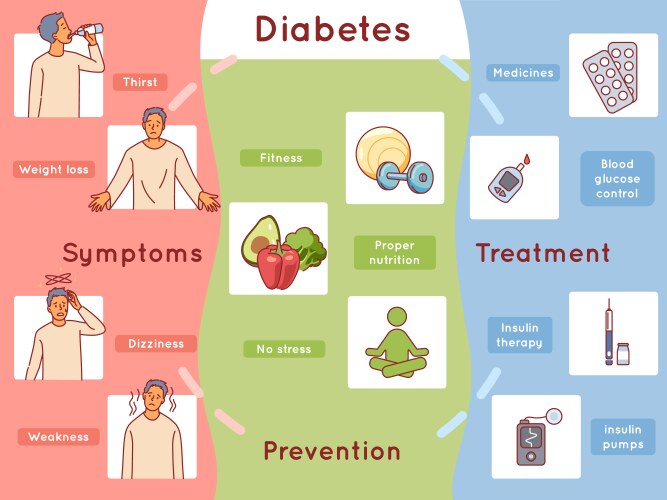 Diabetes
Thirst
Weight loss
Symptoms
Dizziness
Weakness
Fitness
Proper
nutrition
No stress
Prevention
Medicines
Blood
glucose
control
Treatment
Insulin
therapy
insulin
pumps